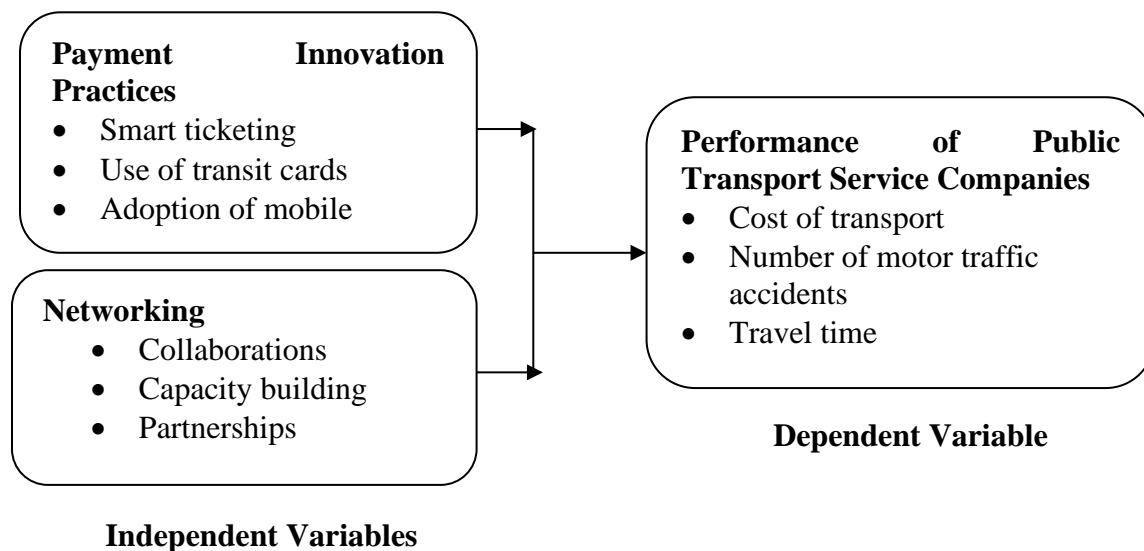 Payment Innovation
Practices
• Smart ticketing
• Use of transit cards
• Adoption of mobile
Networking
• Collaborations
• Capacity building
• Partnerships
Independent Variables
Performance of Public
Transport Service Companies
• Cost of transport
• Number of motor traffic
accidents
• Travel time
Dependent Variable